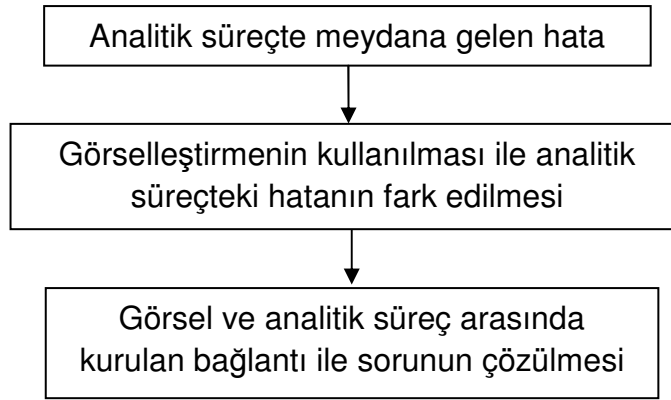 Analitik süreçte meydana gelen hata
Görselleştirmenin kullanılması ile analitik
süreçteki hatanın fark edilmesi
Görsel ve analitik süreç arasında
kurulan bağlantı ile sorunun çözülmesi